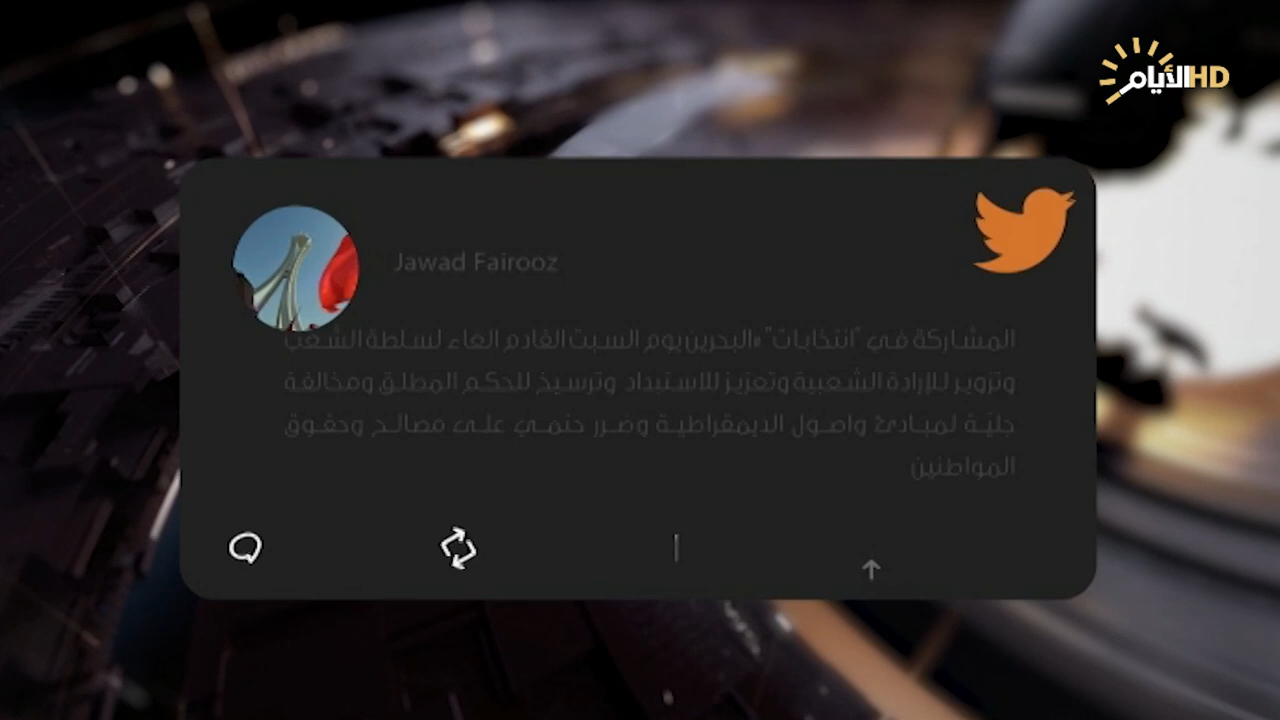 الأيام HD
Jawad Fairooz
المشاركة في "انتخابات" #البحرين يوم السبت القادم الغاء لسلطة الشعب
وتزوير للإرادة الشعبية وتعزيز للاستبداد وترسيخ للحكم المطلق ومخالفة
جليّة لمبادئ واصول الديمقراطية وضرر حتمي على مصالح وحقوق
المواطنين